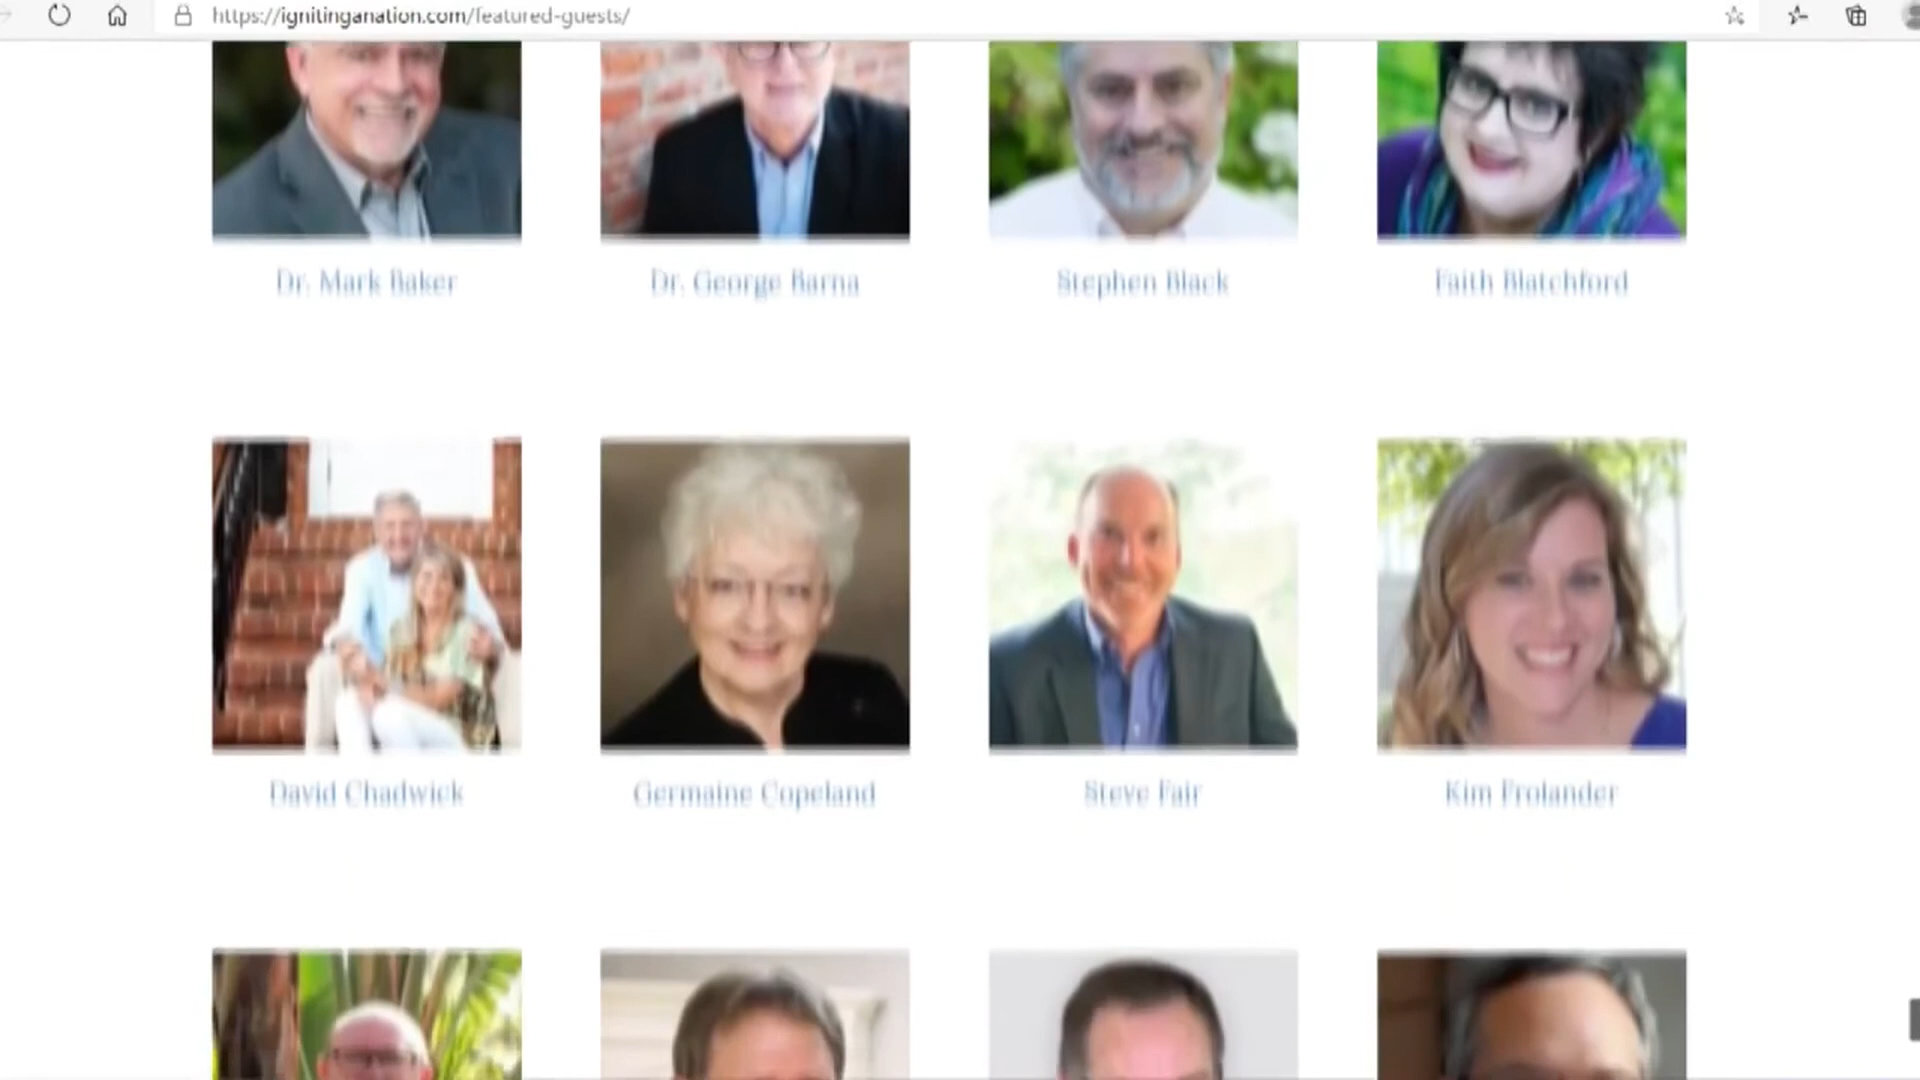 https://ignitinganation.com/featured-guests/
Dr. Mark Baker
Dr. George Barna
Stephen Black
Faith Blatchford
David Chadwick
Germaine Copeland
Steve Fair
Kim Frolander